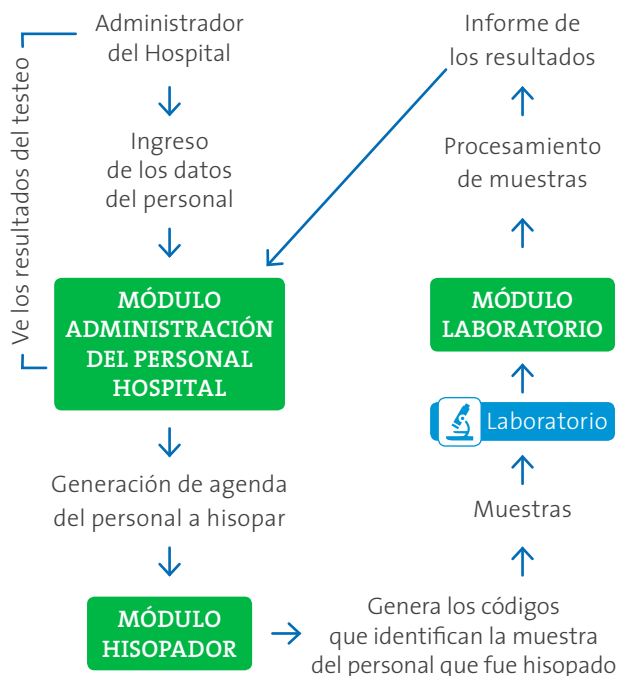 Ve los resultados del testeo
Administrador
del Hospital
Ingreso
de los datos
del personal
MÓDULO
ADMINISTRACIÓN
DEL PERSONAL
HOSPITAL
Generación de agenda
del personal a hisopar
MÓDULO
HISOPADOR
Genera los códigos
que identifican la muestra
del personal que fue hisopado
Muestras
Laboratorio
MÓDULO
LABORATORIO
Procesamiento
de muestras
Informe de
los resultados